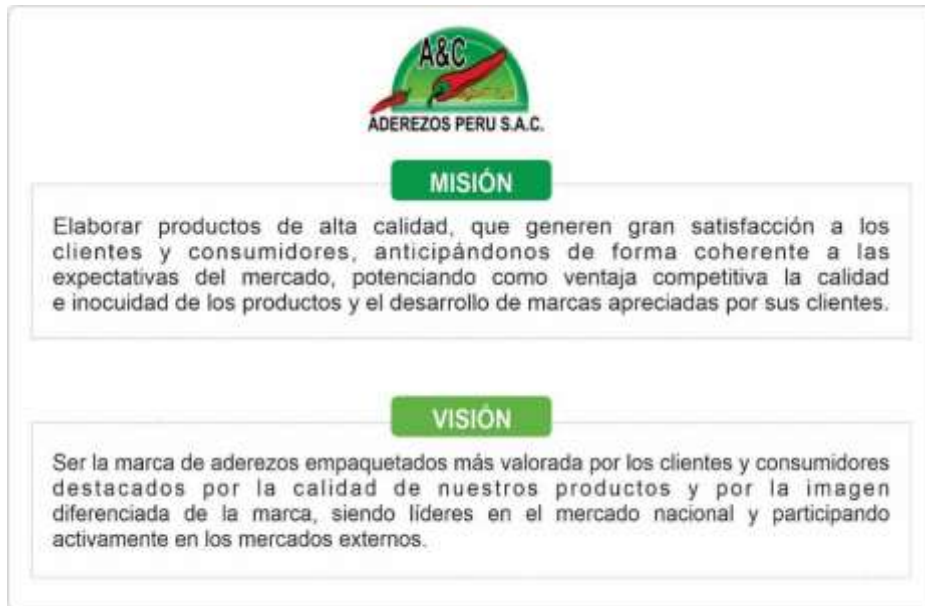 A&C
ADEREZOS PERU S.A.C.
MISIÓN
Elaborar productos de alta calidad, que generen gran satisfacción a los
clientes y consumidores, anticipándonos de forma coherente a las
expectativas del mercado, potenciando como ventaja competitiva la calidad
e inocuidad de los productos y el desarrollo de marcas apreciadas por sus clientes.
VISIÓN
Ser la marca de aderezos empaquetados más valorada por los clientes y consumidores
destacados por la calidad de nuestros productos y por la imagen
diferenciada de la marca, siendo líderes en el mercado nacional y participando
activamente en los mercados externos.